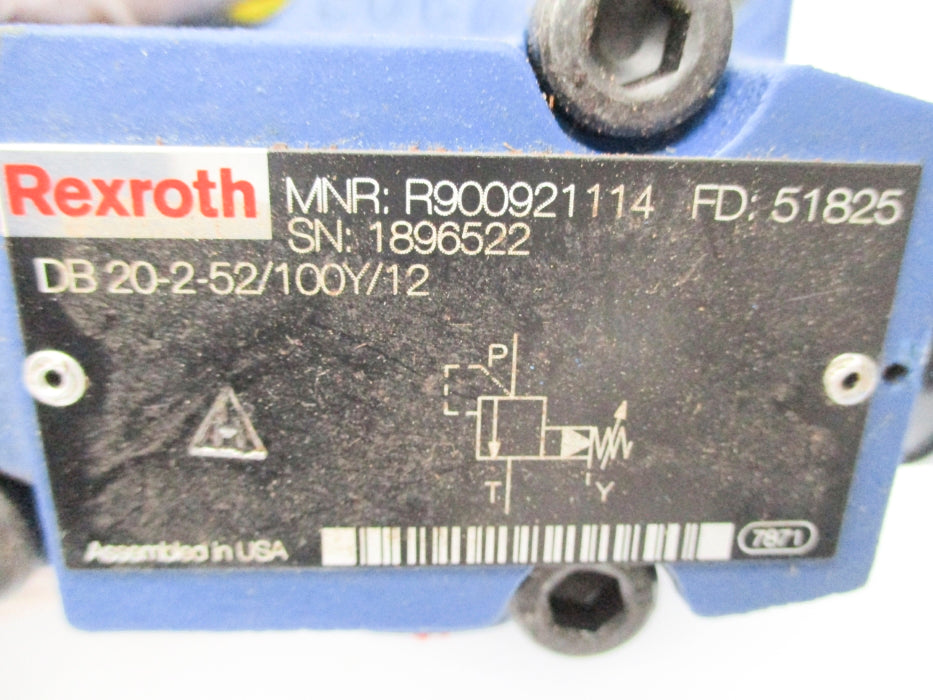 Rexroth MNR: R900921114 FD: 51825
SN: 1896522
DB 20-2-52/100Y/12
P
T Y
Assembled in USA 7871